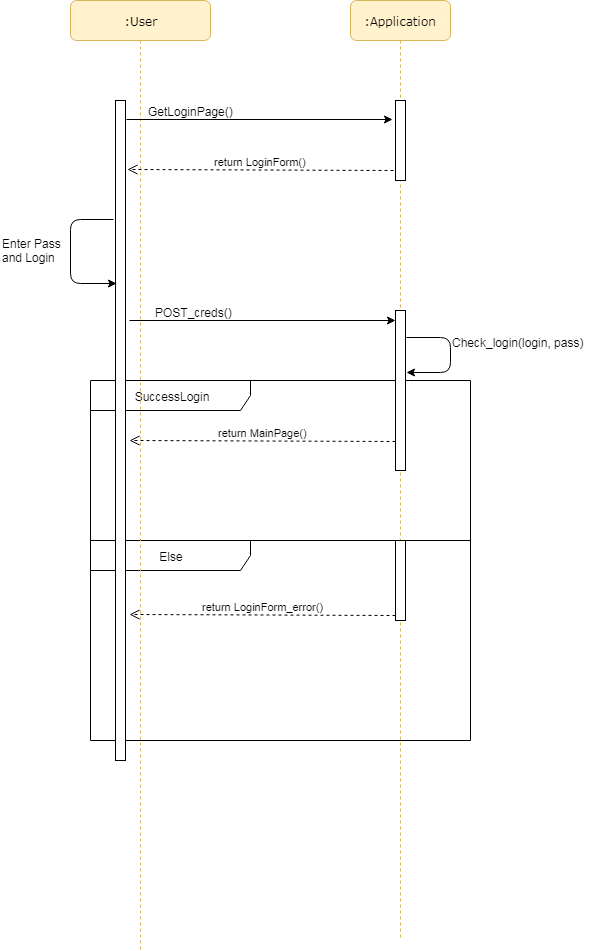 :User
:Application
GetLoginPage()
return LoginForm()
Enter Pass
and Login
POST_creds()
Check_login(login, pass)
SuccessLogin
return MainPage()
Else
return LoginForm_error()